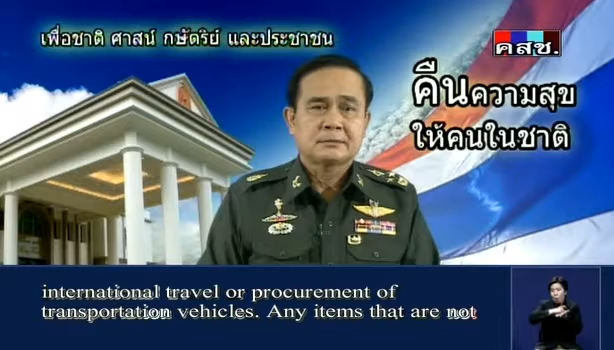 เพื่อชาติ ศาสน์ กษัตริย์ และประชาชน
คสช.
คืนความสุข
ให้คนในชาติ
international travel or procurement of
transportation vehicles. Any items that are not